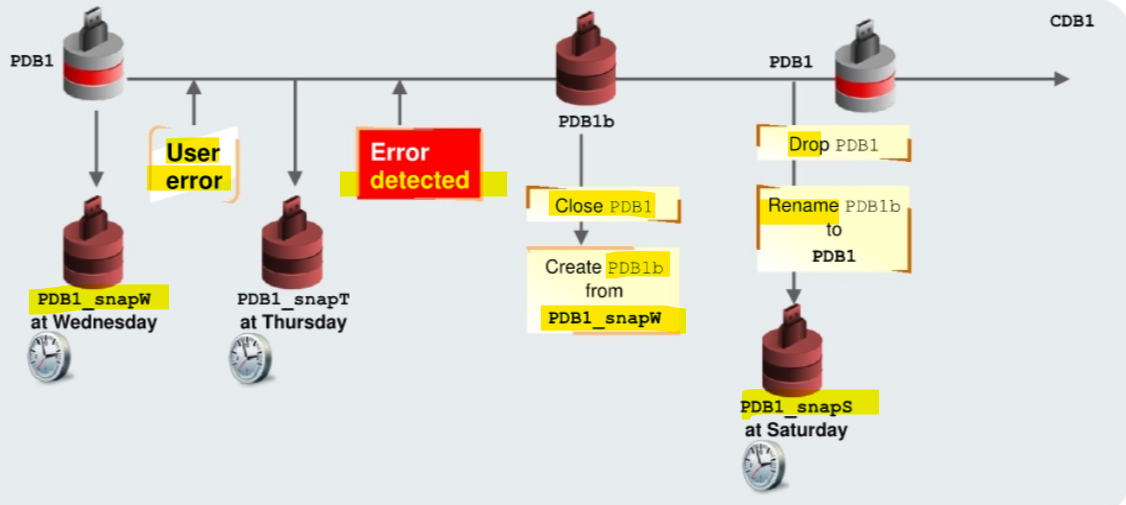 CDB1
PDB1
User
error
Error
detected
PDB1_snapW
at Wednesday
PDB1_snapT
at Thursday
PDB1b
Close PDB1
Create PDB1b
from
PDB1_snapW
PDB1
Drop PDB1
Rename PDB1b
to
PDB1
PDB1_snapS
at Saturday